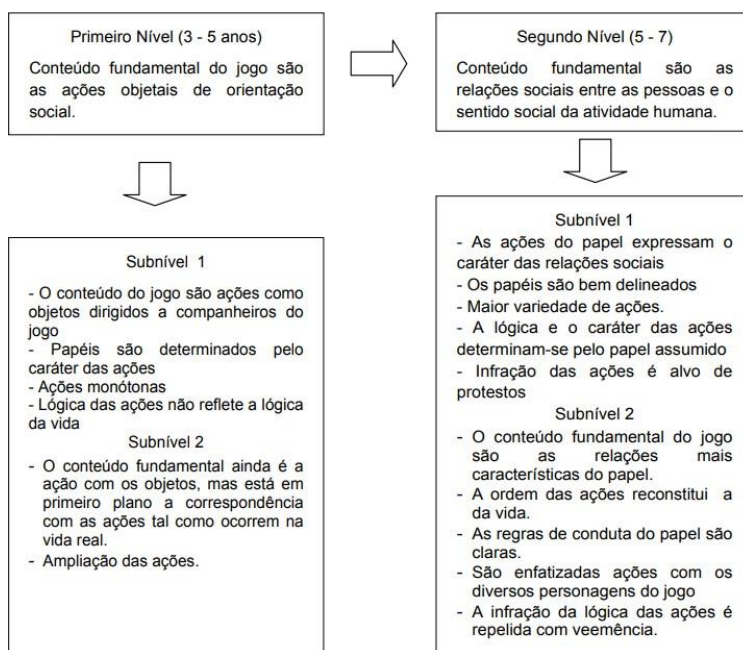 Primeiro Nível (3 - 5 anos)
Conteúdo fundamental do jogo são
as ações objetais de orientação
social.
Segundo Nível (5 - 7)
Conteúdo fundamental são as
relações sociais entre as pessoas e o
sentido social da atividade humana.
Subnível 1
- O conteúdo do jogo são ações como
objetos dirigidos a companheiros do
jogo
- Papéis são determinados pelo
caráter das ações
- Ações monótonas
- Lógica das ações não reflete a lógica
da vida
Subnível 2
- O conteúdo fundamental ainda é a
ação com os objetos, mas está em
primeiro plano a correspondência
com as ações tal como ocorrem na
vida real.
- Ampliação das ações.
Subnível 1
- As ações do papel expressam o
caráter das relações sociais
- Os papéis são bem delineados
- Maior variedade de ações.
- A lógica e o caráter das ações
determinam-se pelo papel assumido
- Infração das ações é alvo de
protestos
Subnível 2
- O conteúdo fundamental do jogo
são as relações mais
características do papel.
- A ordem das ações reconstitui a
da vida.
- As regras de conduta do papel são
claras.
- São enfatizadas ações com os
diversos personagens do jogo
- A infração da lógica das ações é
repelida com veemência.